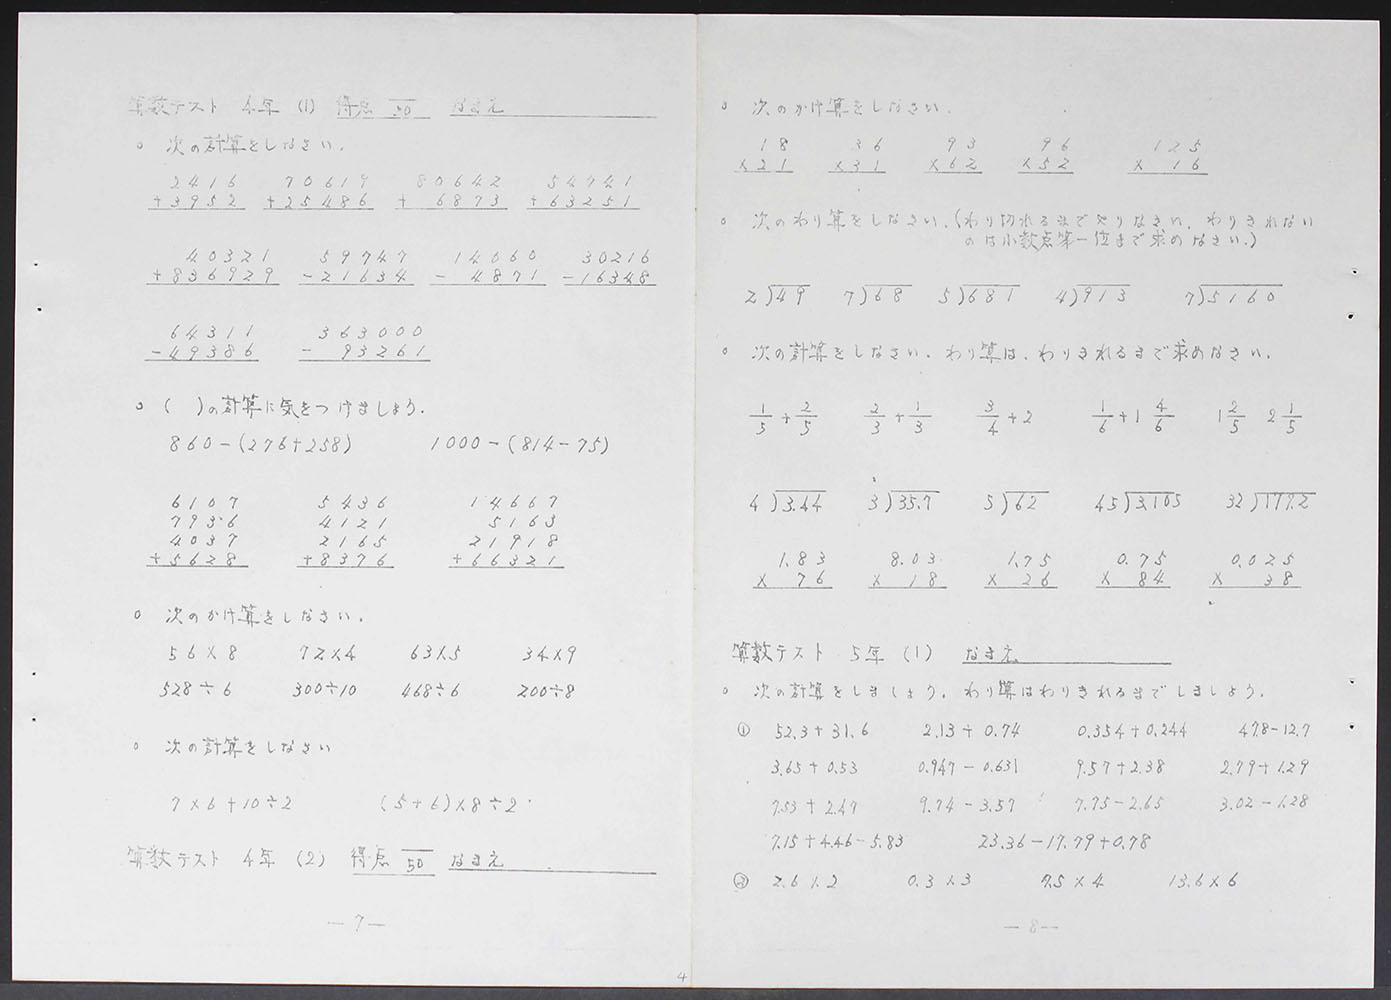 算数テスト 4年 (1) 得点 50 なまえ
○ 次の計算をしなさい.
2416 70619 80642 54741
+3952 +25486 + 6873 +63251
40321 59747 14060 30216
+836929 -21634 - 4871 -16348
64311 363000
-49386 - 93261
○ ( )の計算に気をつけましょう.
860-(276+258) 1000-(814-75)
6107 5436 14667
7936 4121 5163
4037 2165 21918
+5628 +8376 +66321
○ 次のかけ算をしなさい.
56×8 72×4 63×5 34×9
528÷6 300÷10 468÷6 200÷8
○ 次の計算をしなさい
7×6+10÷2 (5+6)×8÷2
算数テスト 4年 (2) 得点 50 なまえ
-7-
4
○ 次のかけ算をしなさい.
18 36 93 96 125
×21 ×31 ×62 ×52 × 16
○ 次のわり算をしなさい.(わり切れるまでやりなさい. わりきれない
のは小数点第一位まで求めなさい.)
2)49 7)68 5)681 4)913 7)5160
○ 次の計算をしなさい. わり算は、わりきれるまで求めなさい.
1/5+2/5 2/3+1/3 3/4+2 1/6+1 4/6 1 2/5 2 1/5
4)3.44 3)35.7 5)62 45)3.105 32)179.2
1.83 8.03 1.75 0.75 0.025
× 76 × 18 × 26 × 84 × 38
算数テスト 5年 (1) なまえ
○ 次の計算をしましょう. わり算はわりきれるまでしましょう.
① 52.3+31.6 2.13+0.74 0.354+0.244 47.8-12.7
3.65+0.53 0.947-0.631 9.57+2.38 2.79+1.29
7.53+2.47 9.74-3.57 7.75-2.65 3.02-1.28
7.15+4.46-5.83 23.36-17.79+0.78
② 2.6×2 0.3×3 7.5×4 13.6×6
-8-